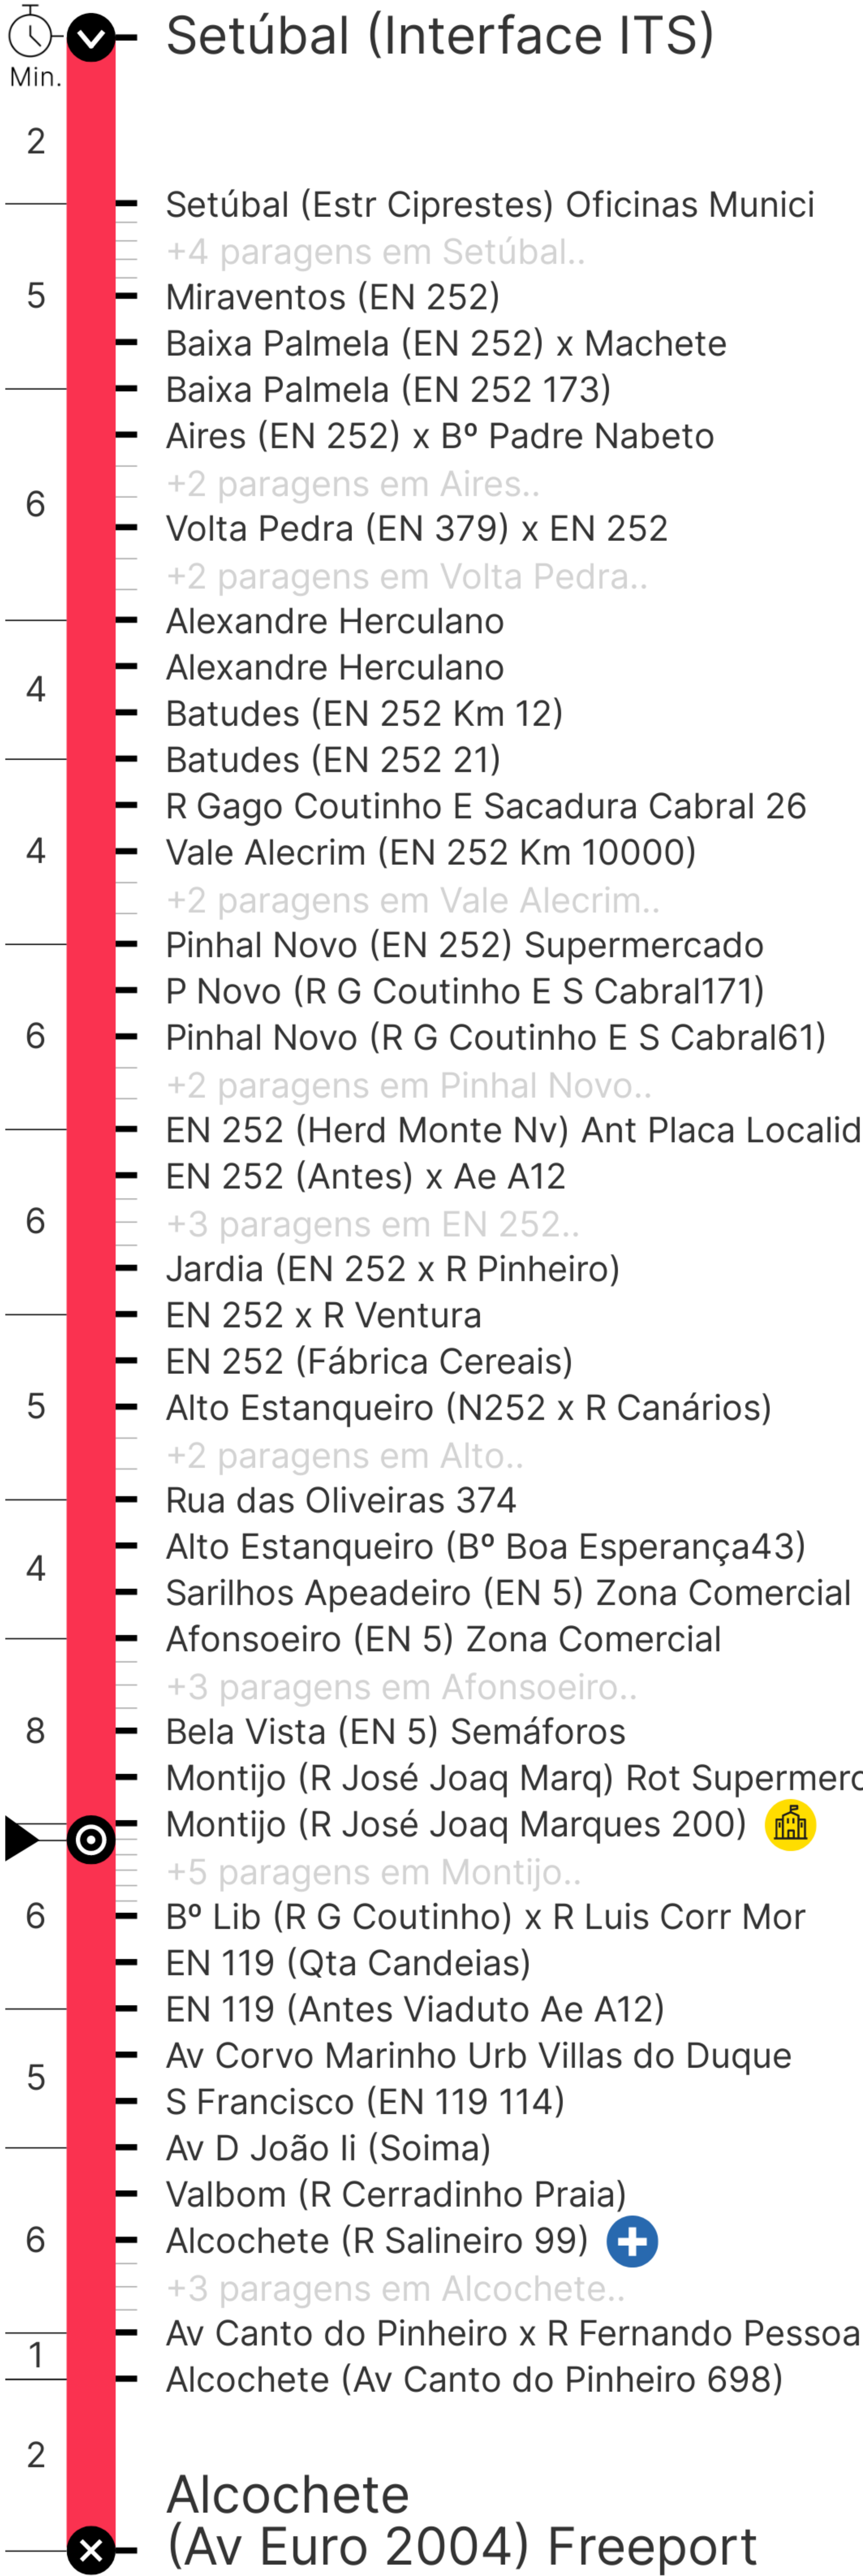 Setúbal (Interface ITS)
Min.
2
Setúbal (Estr Ciprestes) Oficinas Munici
+4 paragens em Setúbal..
5
Miraventos (EN 252)
Baixa Palmela (EN 252) x Machete
Baixa Palmela (EN 252 173)
Aires (EN 252) x Bº Padre Nabeto
+2 paragens em Aires..
6
Volta Pedra (EN 379) x EN 252
+2 paragens em Volta Pedra..
Alexandre Herculano
Alexandre Herculano
4
Batudes (EN 252 Km 12)
Batudes (EN 252 21)
R Gago Coutinho E Sacadura Cabral 26
4
Vale Alecrim (EN 252 Km 10000)
+2 paragens em Vale Alecrim..
Pinhal Novo (EN 252) Supermercado
P Novo (R G Coutinho E S Cabral171)
6
Pinhal Novo (R G Coutinho E S Cabral61)
+2 paragens em Pinhal Novo..
EN 252 (Herd Monte Nv) Ant Placa Localid
EN 252 (Antes) x Ae A12
6
+3 paragens em EN 252..
Jardia (EN 252 x R Pinheiro)
EN 252 x R Ventura
EN 252 (Fábrica Cereais)
5
Alto Estanqueiro (N252 x R Canários)
+2 paragens em Alto..
Rua das Oliveiras 374
Alto Estanqueiro (Bº Boa Esperança43)
4
Sarilhos Apeadeiro (EN 5) Zona Comercial
Afonsoeiro (EN 5) Zona Comercial
+3 paragens em Afonsoeiro..
8
Bela Vista (EN 5) Semáforos
Montijo (R José Joaq Marq) Rot Supermerc
Montijo (R José Joaq Marques 200)
+5 paragens em Montijo..
6
Bº Lib (R G Coutinho) x R Luis Corr Mor
EN 119 (Qta Candeias)
EN 119 (Antes Viaduto Ae A12)
Av Corvo Marinho Urb Villas do Duque
5
S Francisco (EN 119 114)
Av D João Ii (Soima)
Valbom (R Cerradinho Praia)
6
Alcochete (R Salineiro 99)
+3 paragens em Alcochete..
Av Canto do Pinheiro x R Fernando Pessoa
1
Alcochete (Av Canto do Pinheiro 698)
2
Alcochete
(Av Euro 2004) Freeport